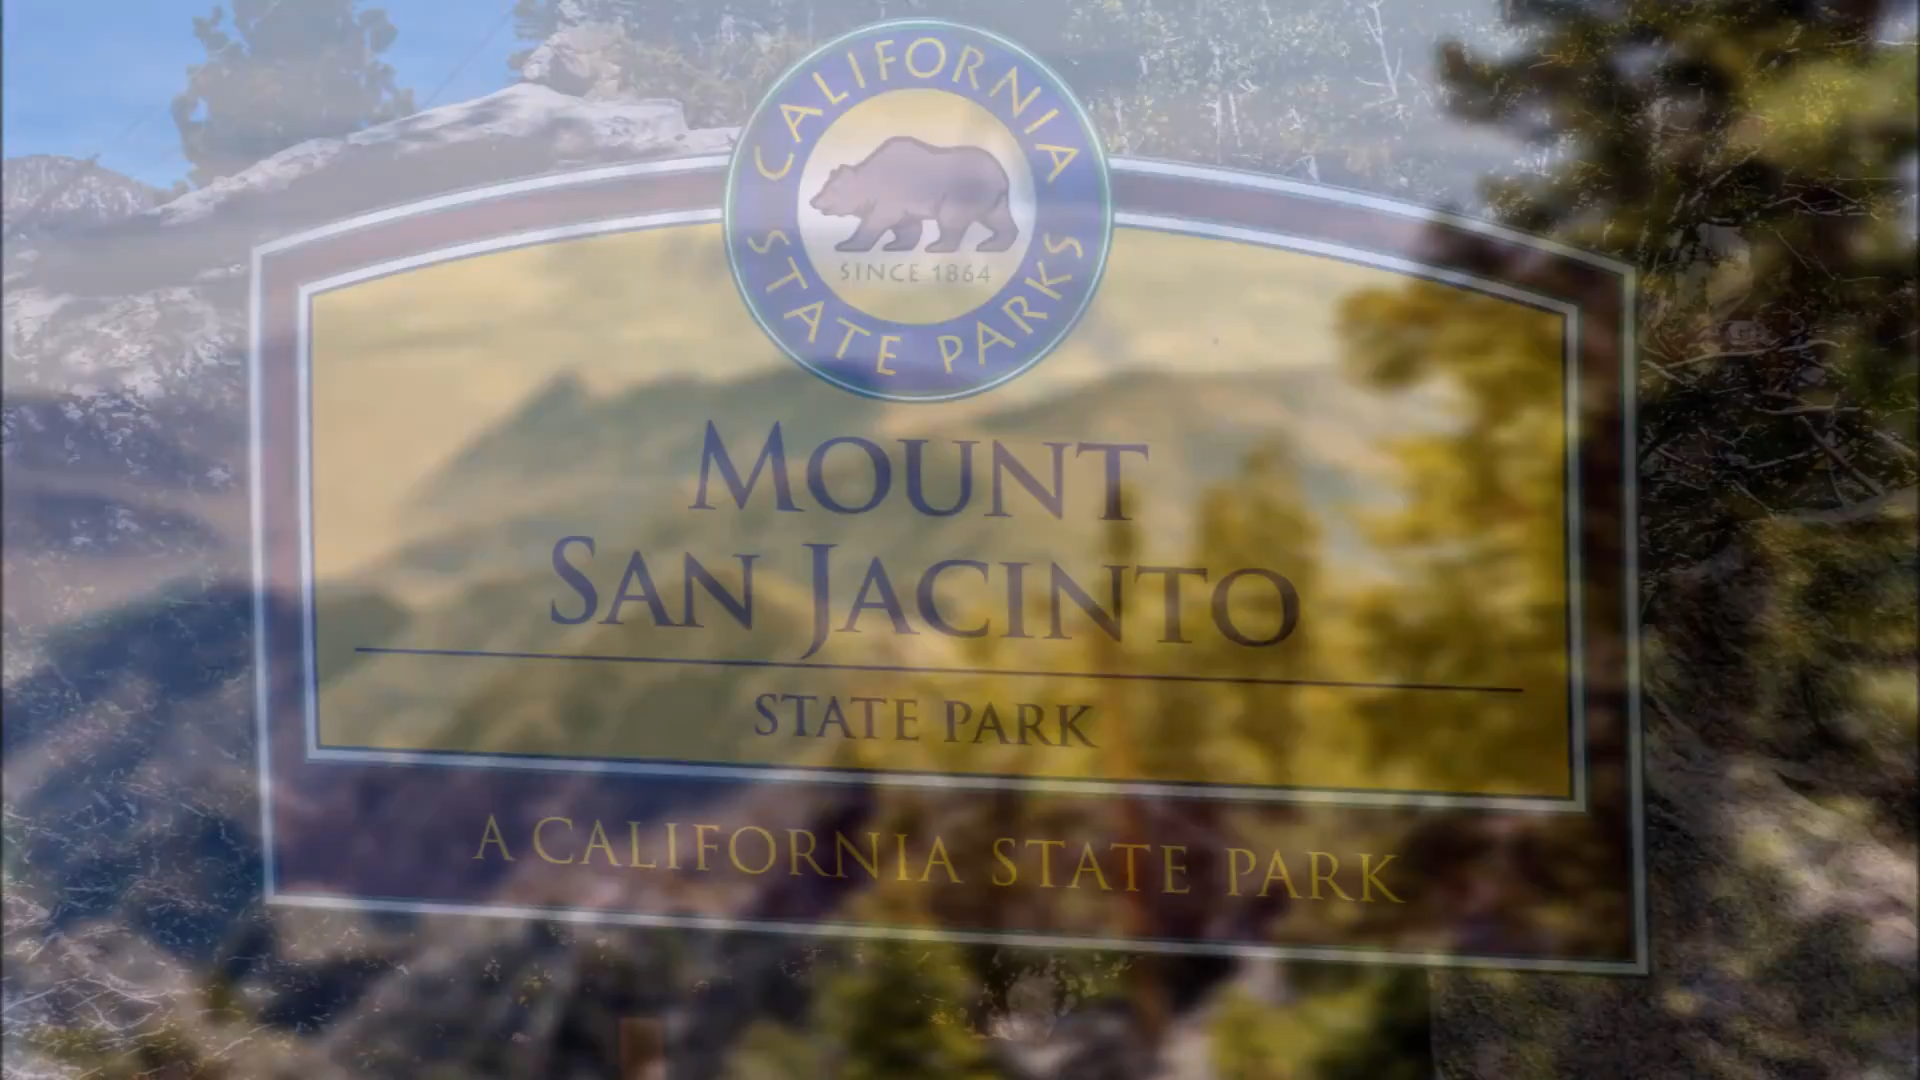 CALIFORNIA
SINCE 1864
STATE PARKS
MOUNT
SAN JACINTO
STATE PARK
A CALIFORNIA STATE PARK